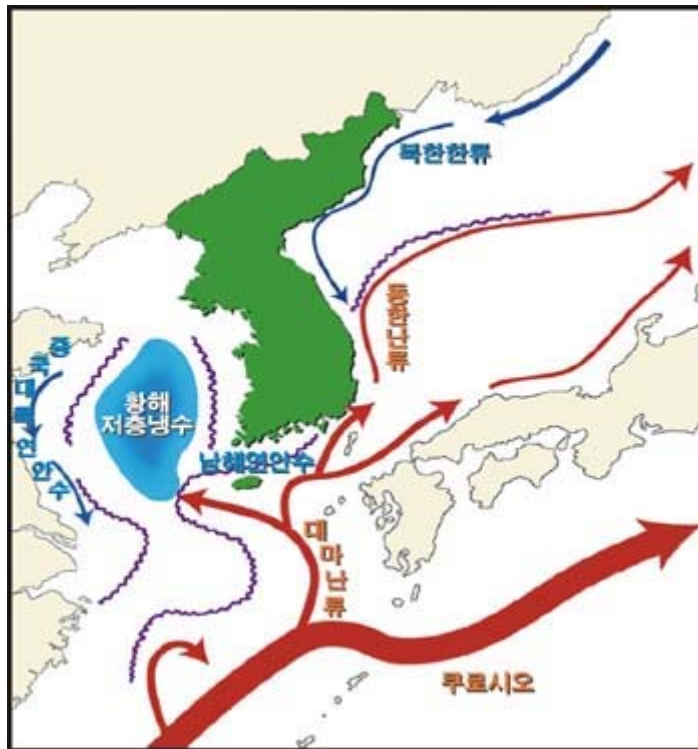 북한한류
동한난류
중국대륙연안수
황해
저층냉수
남해연안수
대마난류
쿠로시오